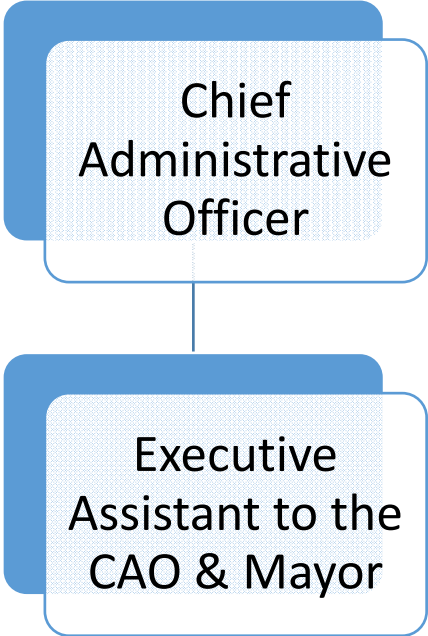 Chief
Administrative
Officer
Executive
Assistant to the
CAO & Mayor